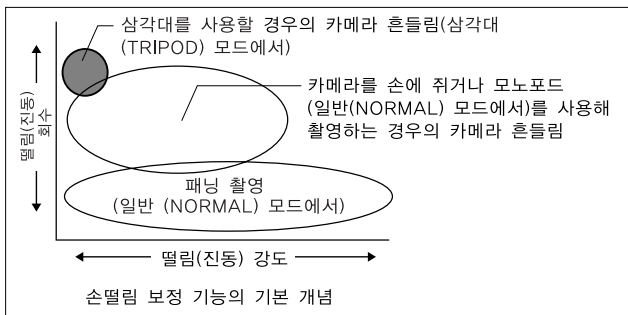 삼각대를 사용할 경우의 카메라 흔들림(삼각대
(TRIPOD) 모드에서)
카메라를 손에 쥐거나 모노포드
(일반(NORMAL) 모드에서)를 사용해
촬영하는 경우의 카메라 흔들림
떨림(진동)
회수
패닝 촬영
(일반 (NORMAL) 모드에서)
떨림(진동) 강도
손떨림 보정 기능의 기본 개념